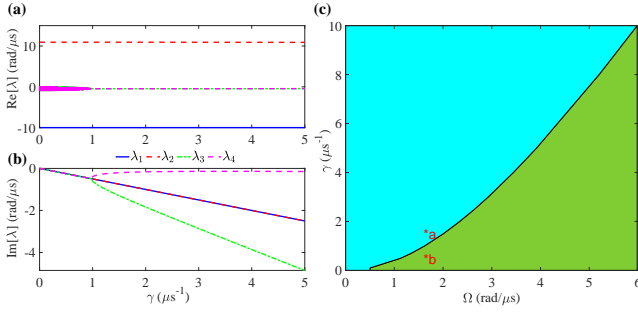 (a)
Re[λ] (rad/μs)
10
0
-10
0 1 2 3 4 5
λ1 λ2 λ3 λ4
(b)
Im[λ] (rad/μs)
0
-2
-4
0 1 2 3 4 5
γ (μs-1)
(c)
γ (μs-1)
10
8
6
4
2
0
*a
*b
0 1 2 3 4 5 6
Ω (rad/μs)